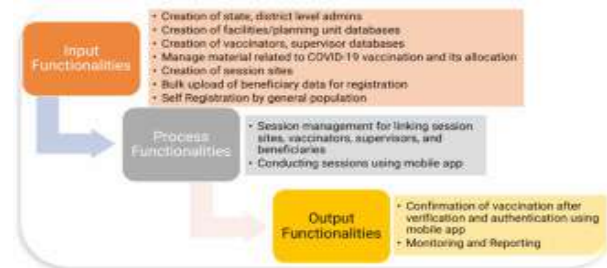 Input
Functionalities
• Creation of state, district level admins
• Creation of facilities/planning unit databases
• Creation of vaccinators, supervisor databases
• Manage material related to COVID-19 vaccination and its allocation
• Creation of session sites
• Bulk upload of beneficiary data for registration
• Self Registration by general population
Process
Functionalities
• Session management for linking session
sites, vaccinators, supervisors, and
beneficiaries
• Conducting sessions using mobile app
Output
Functionalities
• Confirmation of vaccination after
verification and authentication using
mobile app
• Monitoring and Reporting